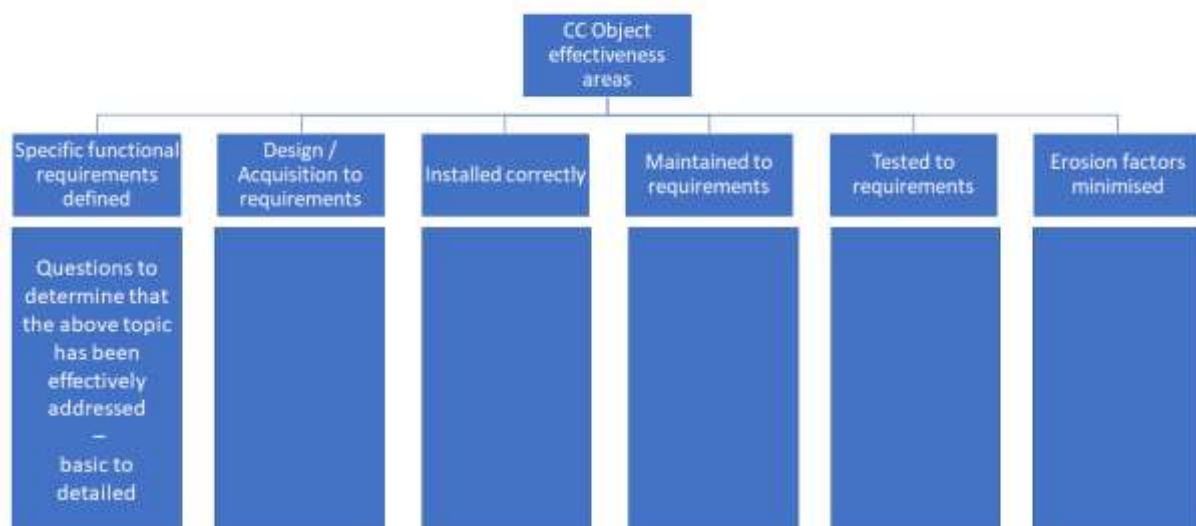 CC Object
effectiveness
areas
Specific functional
requirements
defined
Design /
Acquisition to
requirements
Installed correctly
Maintained to
requirements
Tested to
requirements
Erosion factors
minimised
Questions to
determine that
the above topic
has been
effectively
addressed
–
basic to
detailed